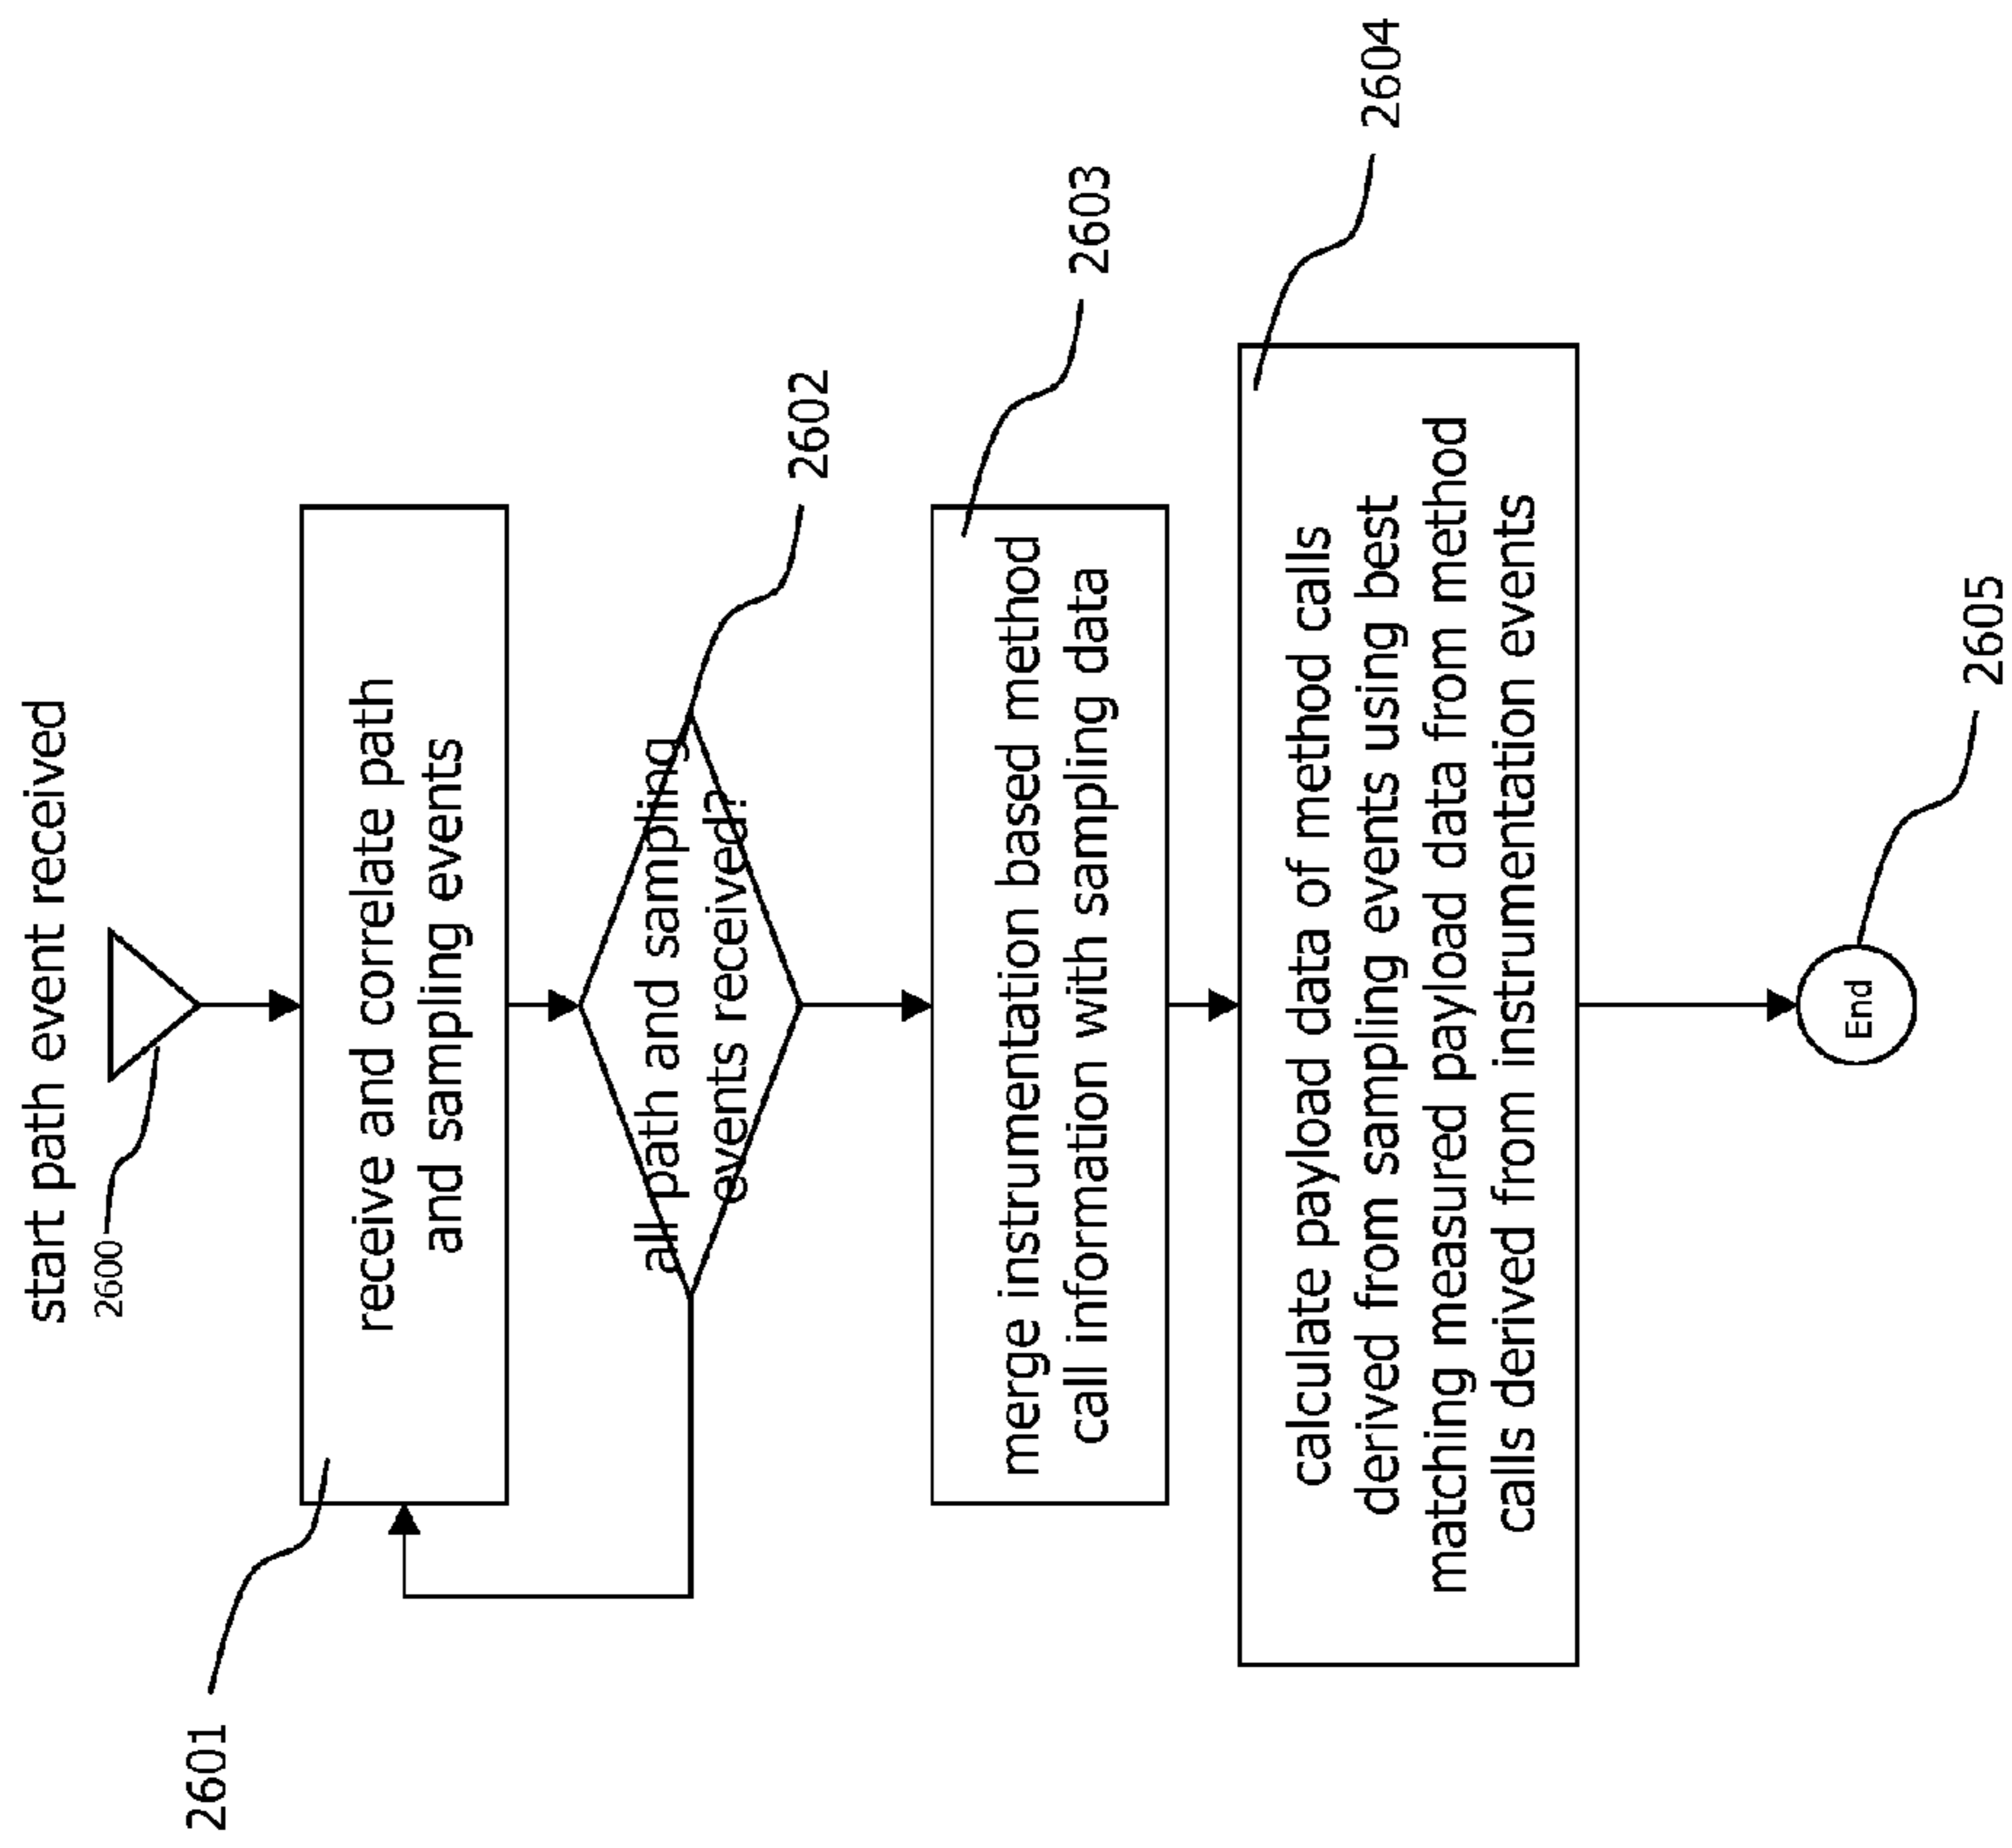 start path event received
2600
2601
receive and correlate path
and sampling events
2602
all path and sampling
events received?
2603
merge instrumentation based method
call information with sampling data
2604
calculate payload data of method calls
derived from sampling events using best
matching measured payload data from method
calls derived from instrumentation events
2605
End